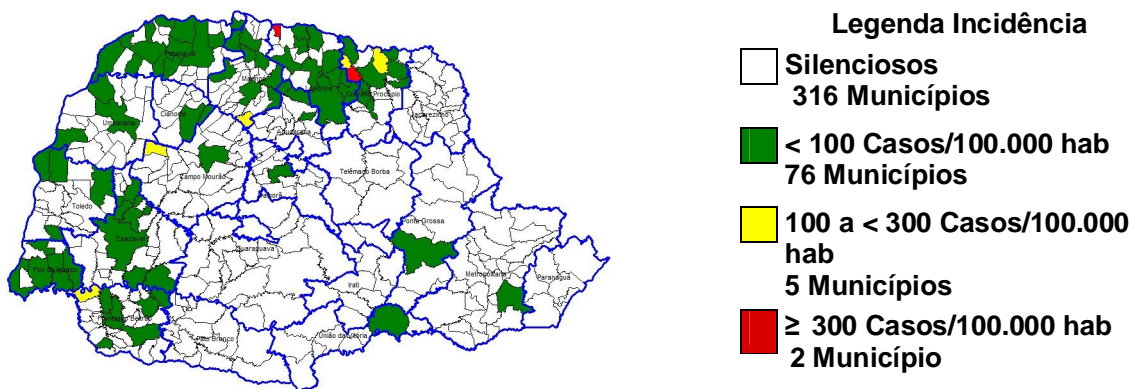 Legenda Incidência
Silenciosos
316 Municípios
< 100 Casos/100.000 hab
76 Municípios
100 a < 300 Casos/100.000
hab
5 Municípios
≥ 300 Casos/100.000 hab
2 Município
Paranavaí
Maringá
Cornélio Procópio
Jacarezinho
Umuarama
Cianorte
Apucarana
Campo Mourão
Telêmaco Borba
Toledo
Ponta Grossa
Cascavel
Guarapuava
Foz do Iguaçu
Metropolitana
Paranaguá
Irati
Francisco Beltrão
Pato Branco
União da Vitória